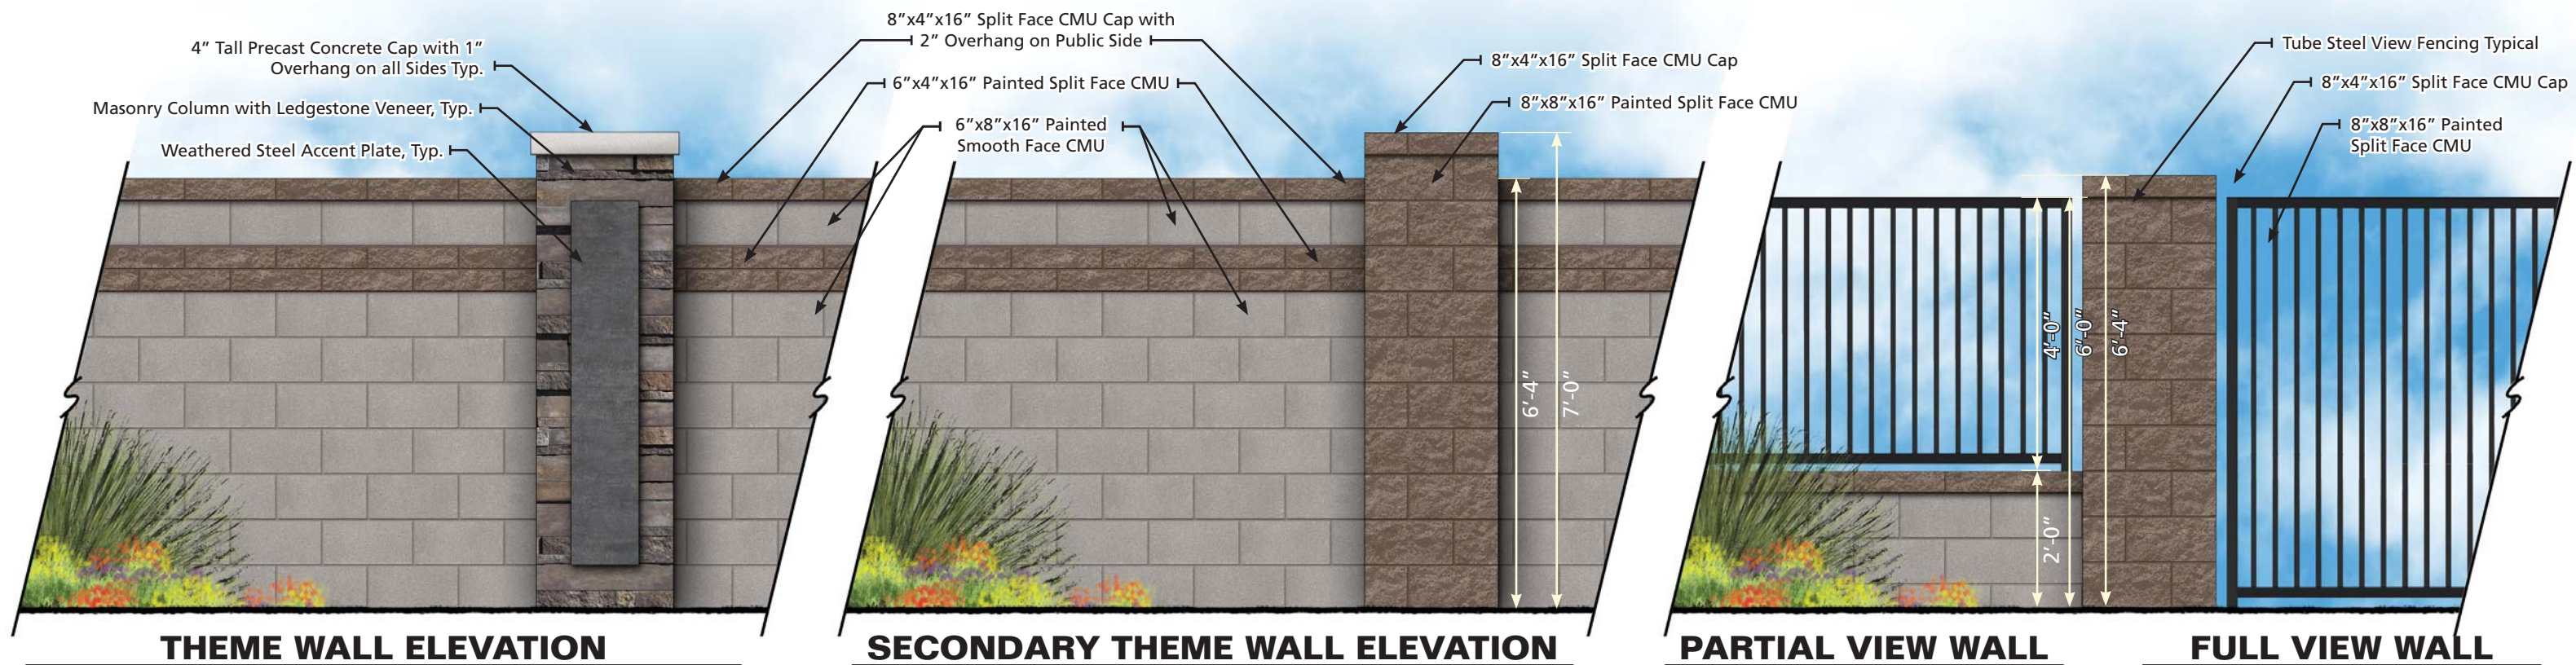 4” Tall Precast Concrete Cap with 1”
Overhang on all Sides Typ.
Masonry Column with Ledgestone Veneer, Typ.
Weathered Steel Accent Plate, Typ.
8”x4”x16” Split Face CMU Cap with
2” Overhang on Public Side
6”x4”x16” Painted Split Face CMU
6”x8”x16” Painted
Smooth Face CMU
8”x4”x16” Split Face CMU Cap
8”x8”x16” Painted Split Face CMU
6’-4”
7’-0”
Tube Steel View Fencing Typical
8”x4”x16” Split Face CMU Cap
8”x8”x16” Painted
Split Face CMU
4’-0”
6’-0”
6’-4”
2’-0”
THEME WALL ELEVATION
SECONDARY THEME WALL ELEVATION
PARTIAL VIEW WALL
FULL VIEW WALL